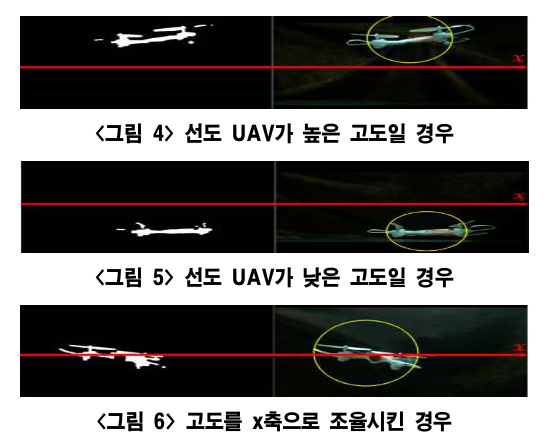 x
<그림 4> 선도 UAV가 높은 고도일 경우
x
<그림 5> 선도 UAV가 낮은 고도일 경우
x
<그림 6> 고도를 x축으로 조율시킨 경우